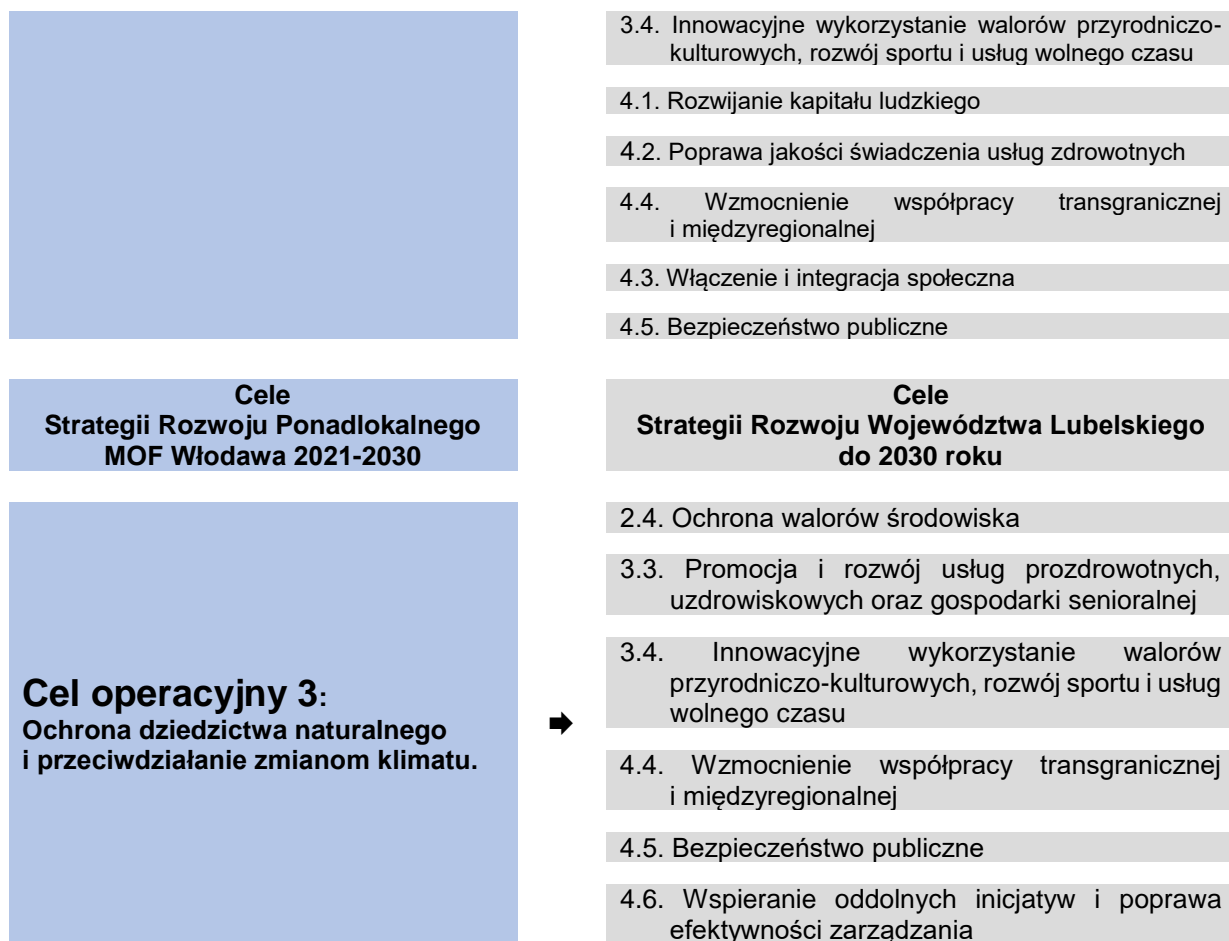 3.4. Innowacyjne wykorzystanie walorów przyrodniczo-
kulturowych, rozwój sportu i usług wolnego czasu
4.1. Rozwijanie kapitału ludzkiego
4.2. Poprawa jakości świadczenia usług zdrowotnych
4.4. Wzmocnienie współpracy transgranicznej
i międzyregionalnej
4.3. Włączenie i integracja społeczna
4.5. Bezpieczeństwo publiczne
Cele
Strategii Rozwoju Ponadlokalnego
MOF Włodawa 2021-2030
Cele
Strategii Rozwoju Województwa Lubelskiego
do 2030 roku
Cel operacyjny 3:
Ochrona dziedzictwa naturalnego
i przeciwdziałanie zmianom klimatu.
2.4. Ochrona walorów środowiska
3.3. Promocja i rozwój usług prozdrowotnych,
uzdrowiskowych oraz gospodarki senioralnej
3.4. Innowacyjne wykorzystanie walorów
przyrodniczo-kulturowych, rozwój sportu i usług
wolnego czasu
4.4. Wzmocnienie współpracy transgranicznej
i międzyregionalnej
4.5. Bezpieczeństwo publiczne
4.6. Wspieranie oddolnych inicjatyw i poprawa
efektywności zarządzania